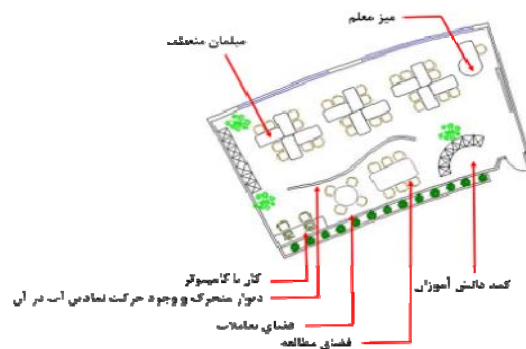 میز معلم
مبلمان منعطف
کار با کامپیوتر
کمد دانش آموزان
دیوار متحرک و وجود حرکت نمادین آب در آن
فضای تعاملات
فضای مطالعه